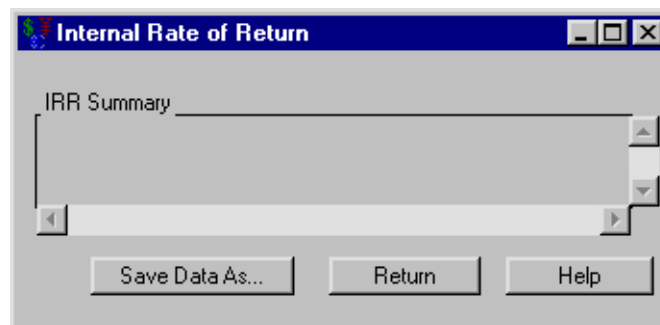 Internal Rate of Return
IRR Summary
Save Data As... Return Help